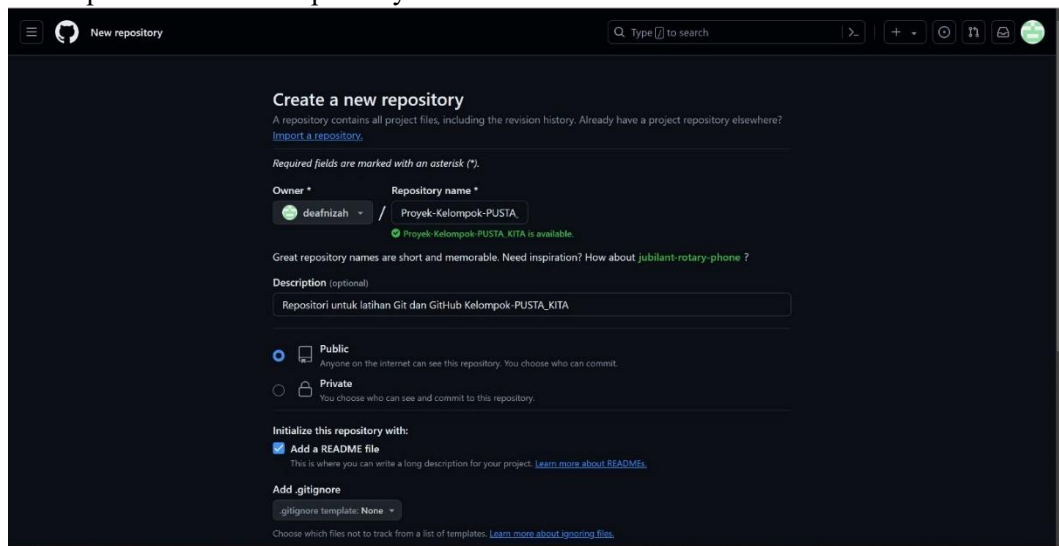 New repository
Type / to search
Create a new repository
A repository contains all project files, including the revision history. Already have a project repository elsewhere?
Import a repository.
Required fields are marked with an asterisk (*).
Owner *
Repository name *
deafnizah / Proyek-Kelompok-PUSTA_
Proyek-Kelompok-PUSTA_KITA is available.
Great repository names are short and memorable. Need inspiration? How about jubilant-rotary-phone ?
Description (optional)
Repositori untuk latihan Git dan GitHub Kelompok-PUSTA_KITA
Public
Anyone on the internet can see this repository. You choose who can commit.
Private
You choose who can see and commit to this repository.
Initialize this repository with:
Add a README file
This is where you can write a long description for your project. Learn more about READMEs.
Add .gitignore
.gitignore template: None
Choose which files not to track from a list of templates. Learn more about ignoring files.